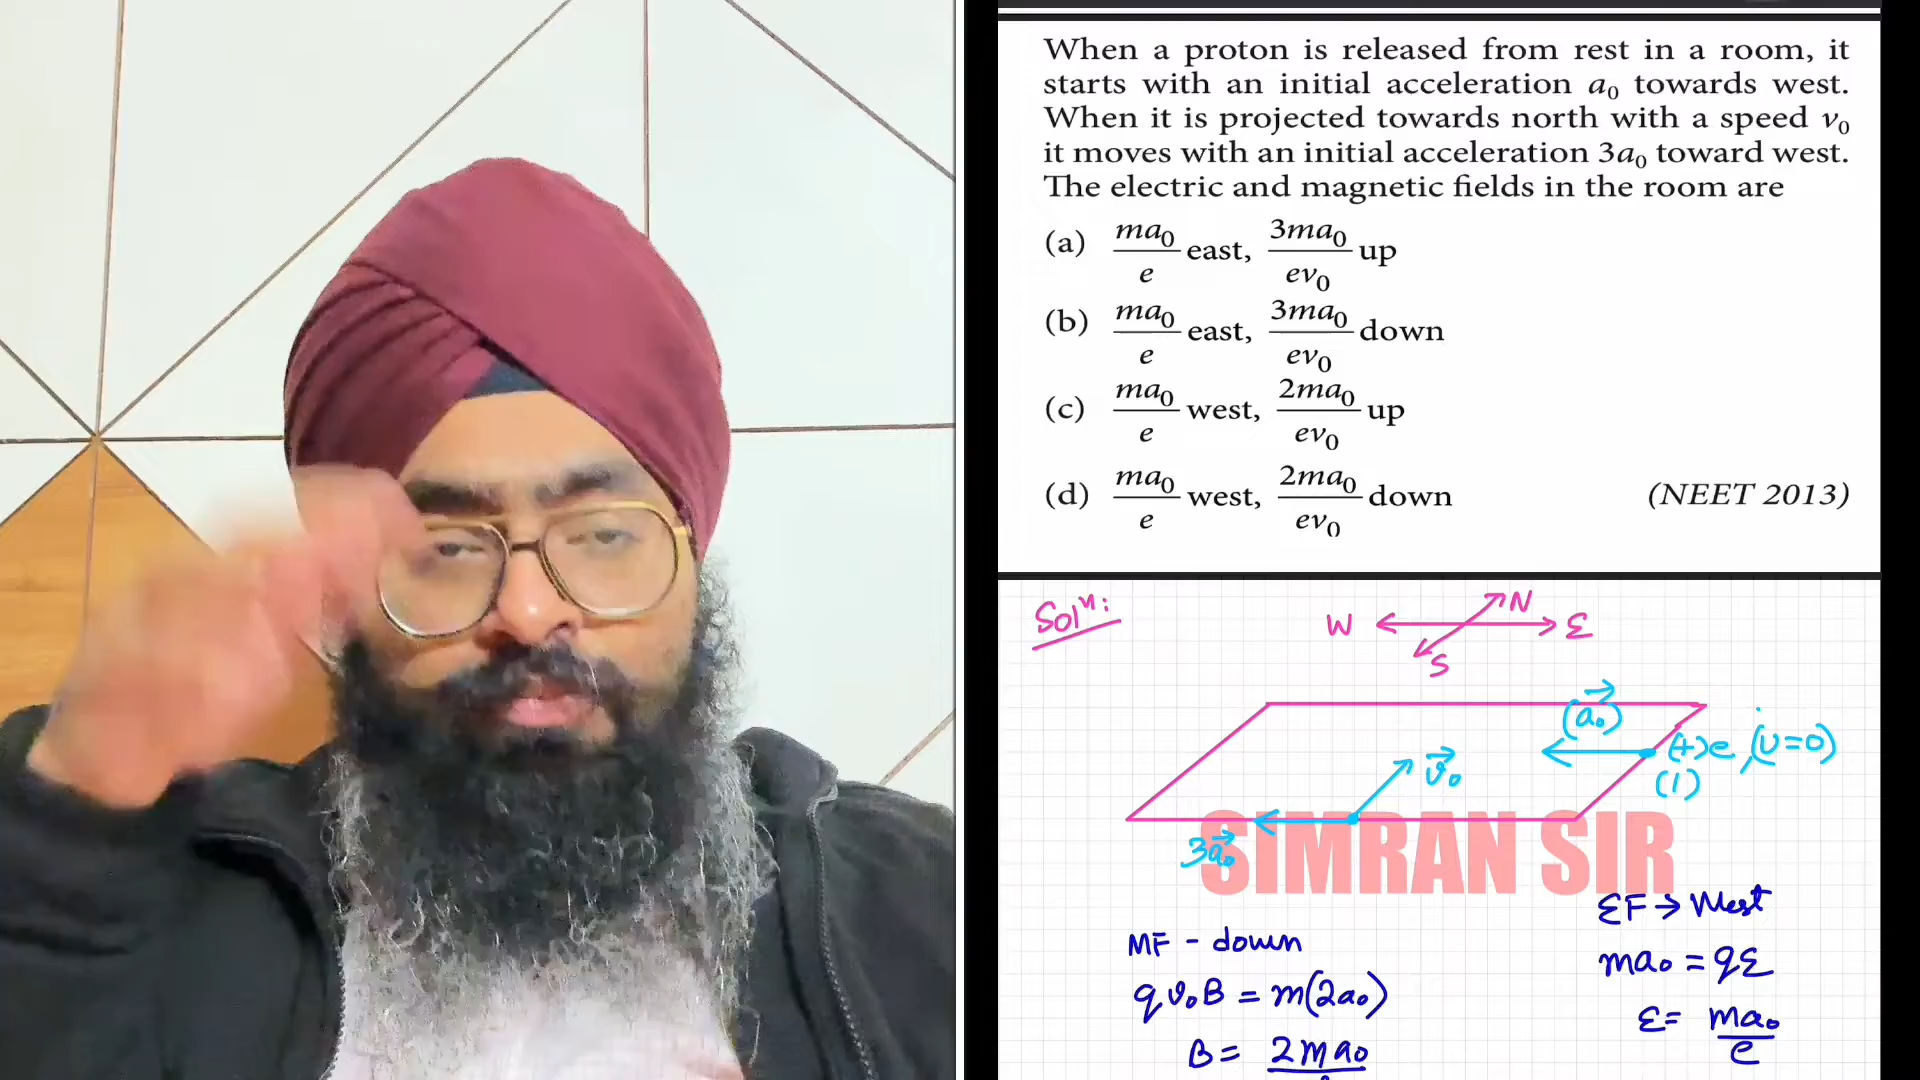 When a proton is released from rest in a room, it
starts with an initial acceleration a₀ towards west.
When it is projected towards north with a speed v₀
it moves with an initial acceleration 3a₀ toward west.
The electric and magnetic fields in the room are
(a) ma₀/e east, 3ma₀/ev₀ up
(b) ma₀/e east, 3ma₀/ev₀ down
(c) ma₀/e west, 2ma₀/ev₀ up
(d) ma₀/e west, 2ma₀/ev₀ down (NEET 2013)
Solⁿ:
W N E
S
(a⃗₀)
(+)e, (U=0)
(1)
v⃗₀
3a⃗₀
SIMRAN SIR
EF → West
MF - down
ma₀ = qE
qv₀B = m(2a₀)
E = ma₀/e
B = 2ma₀